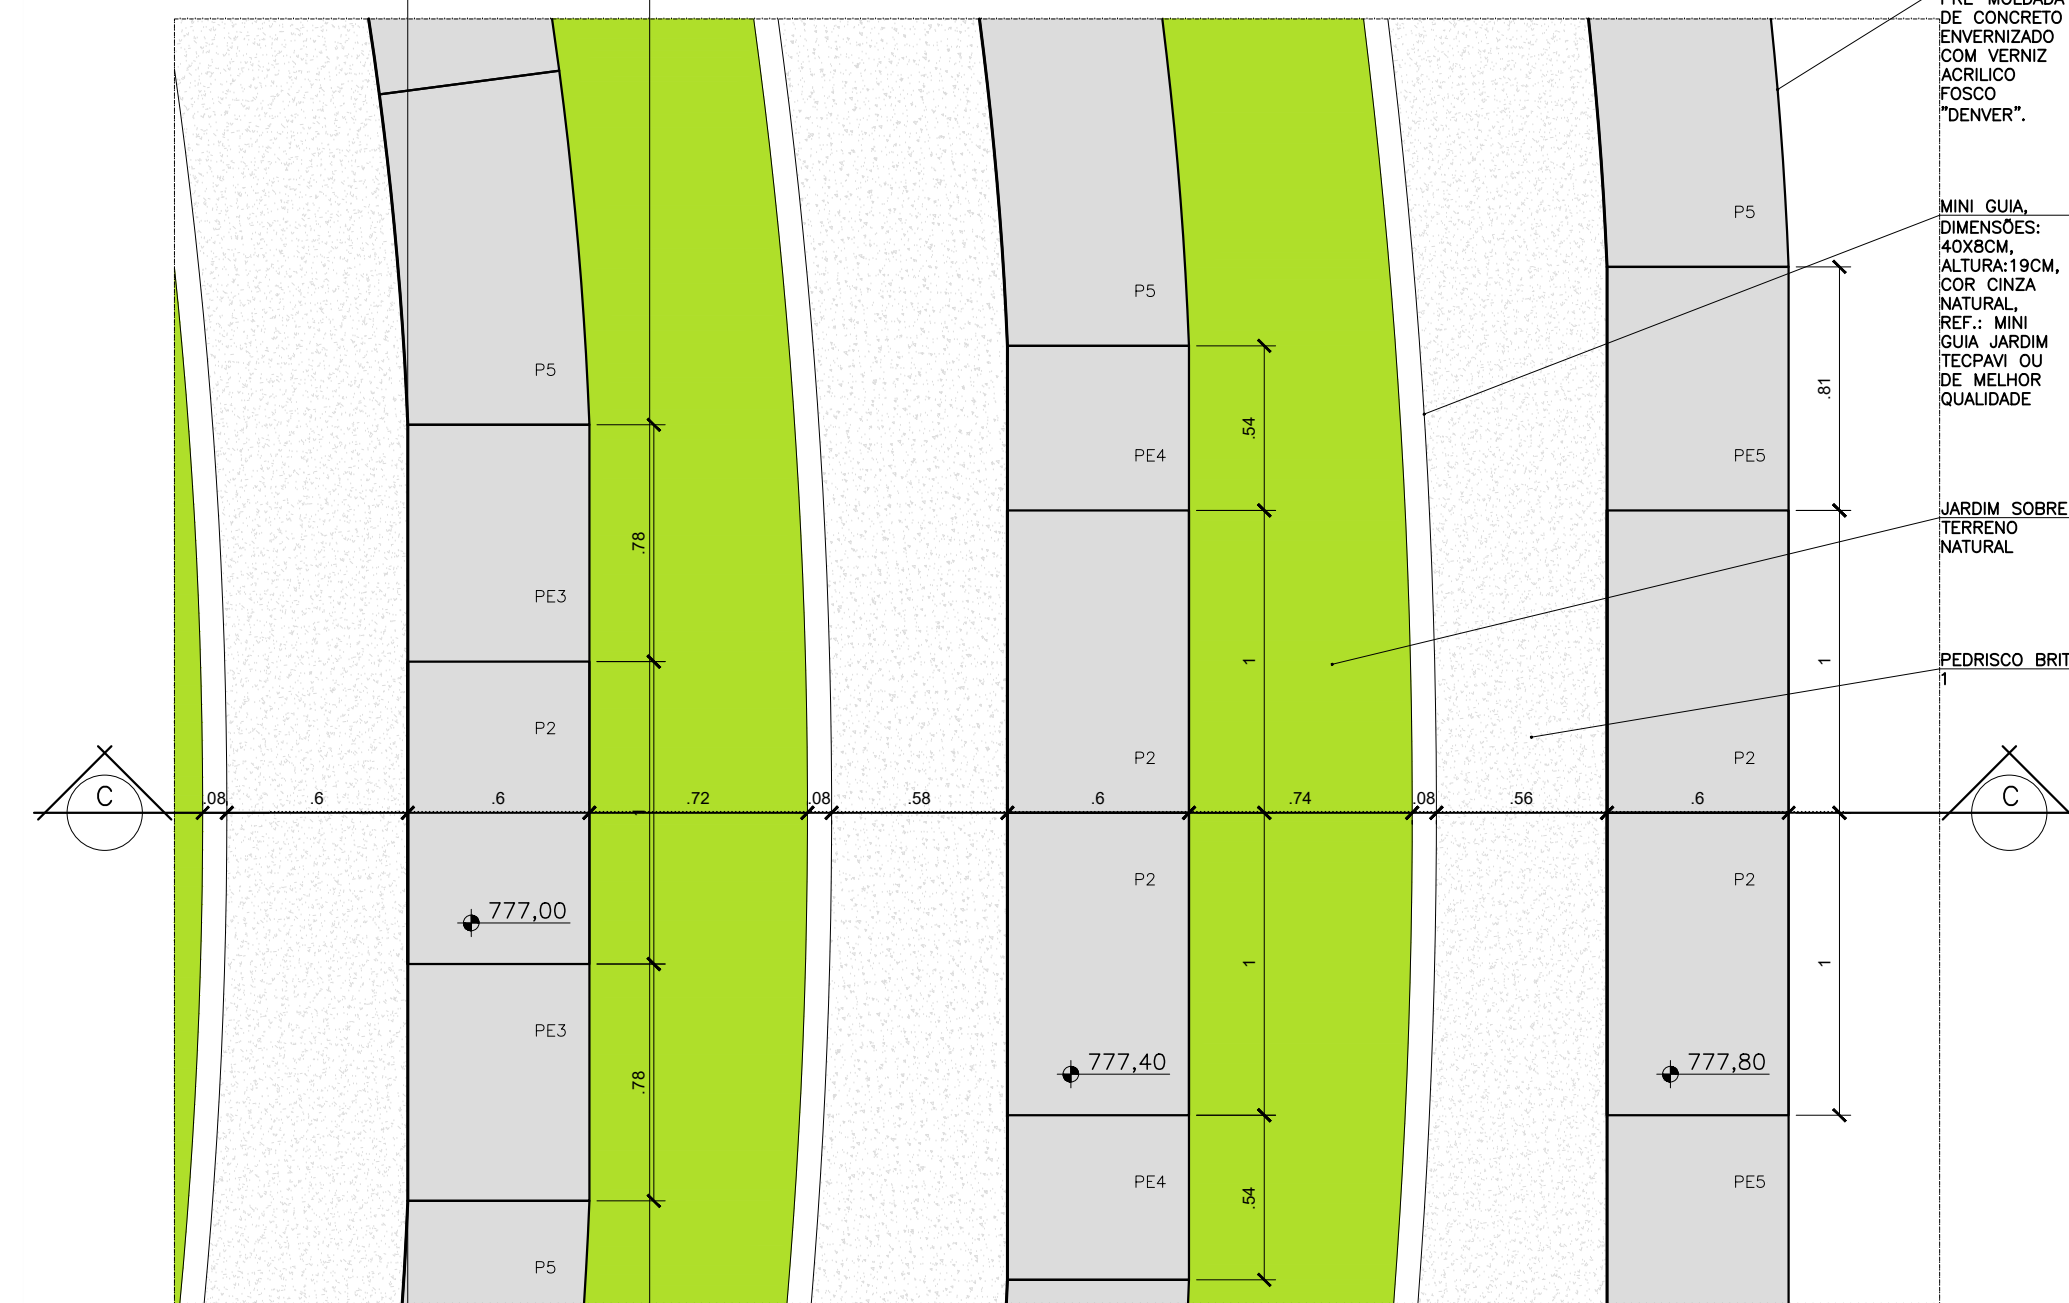 DE CONCRETO
ENVERNIZADO
COM VERNIZ
ACRILICO
FOSCO
"DENVER".
MINI GUIA,
DIMENSÕES:
40X8CM,
ALTURA:19CM,
COR CINZA
NATURAL,
REF.: MINI
GUIA JARDIM
TECPAVI OU
DE MELHOR
QUALIDADE
JARDIM SOBRE
TERRENO
NATURAL
PEDRISCO BRIT
1
P5
P5
P5
.81
.54
PE4
PE5
.78
PE3
1
1
P2
P2
P2
C
.08
.6
.6
.72
.08
.58
.6
.74
.08
.56
.6
C
1
P2
P2
777,00
1
1
PE3
777,40
777,80
.78
PE4
PE5
.54
P5